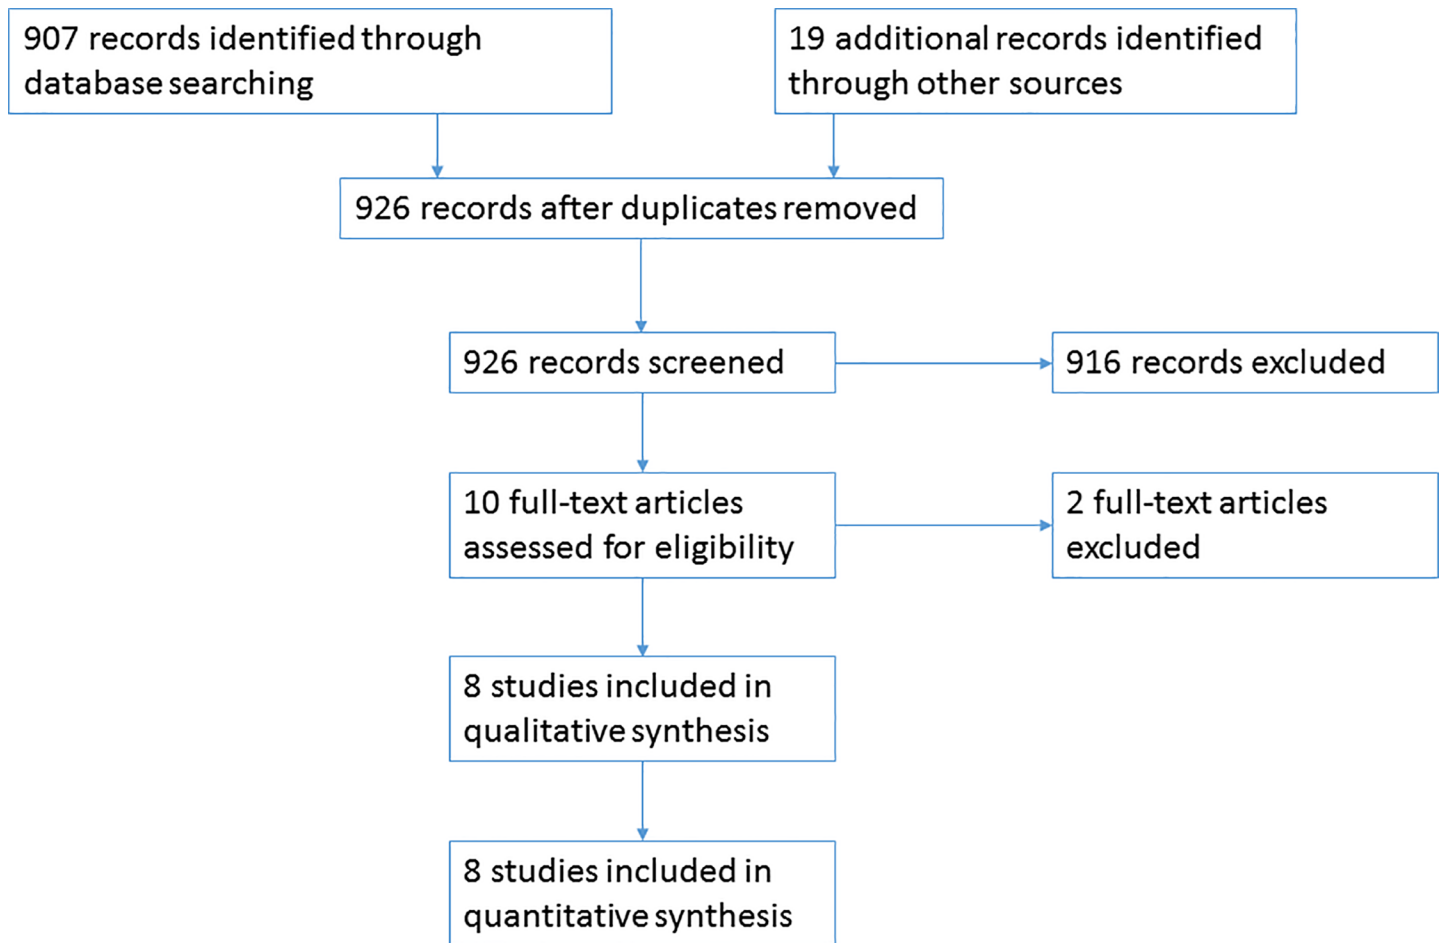 907 records identified through
database searching
19 additional records identified
through other sources
926 records after duplicates removed
926 records screened
916 records excluded
10 full-text articles
assessed for eligibility
2 full-text articles
excluded
8 studies included in
qualitative synthesis
8 studies included in
quantitative synthesis